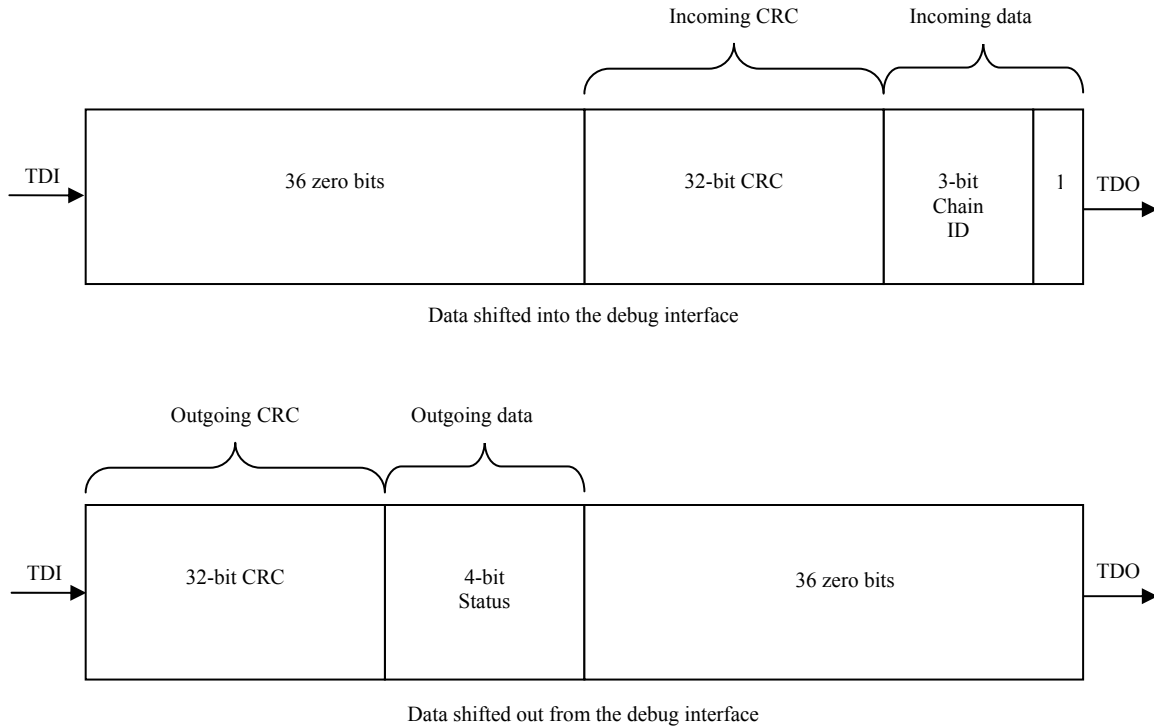 Incoming CRC
Incoming data
TDI
36 zero bits
32-bit CRC
3-bit
Chain
ID
1
TDO
Data shifted into the debug interface
Outgoing CRC
Outgoing data
TDI
32-bit CRC
4-bit
Status
36 zero bits
TDO
Data shifted out from the debug interface